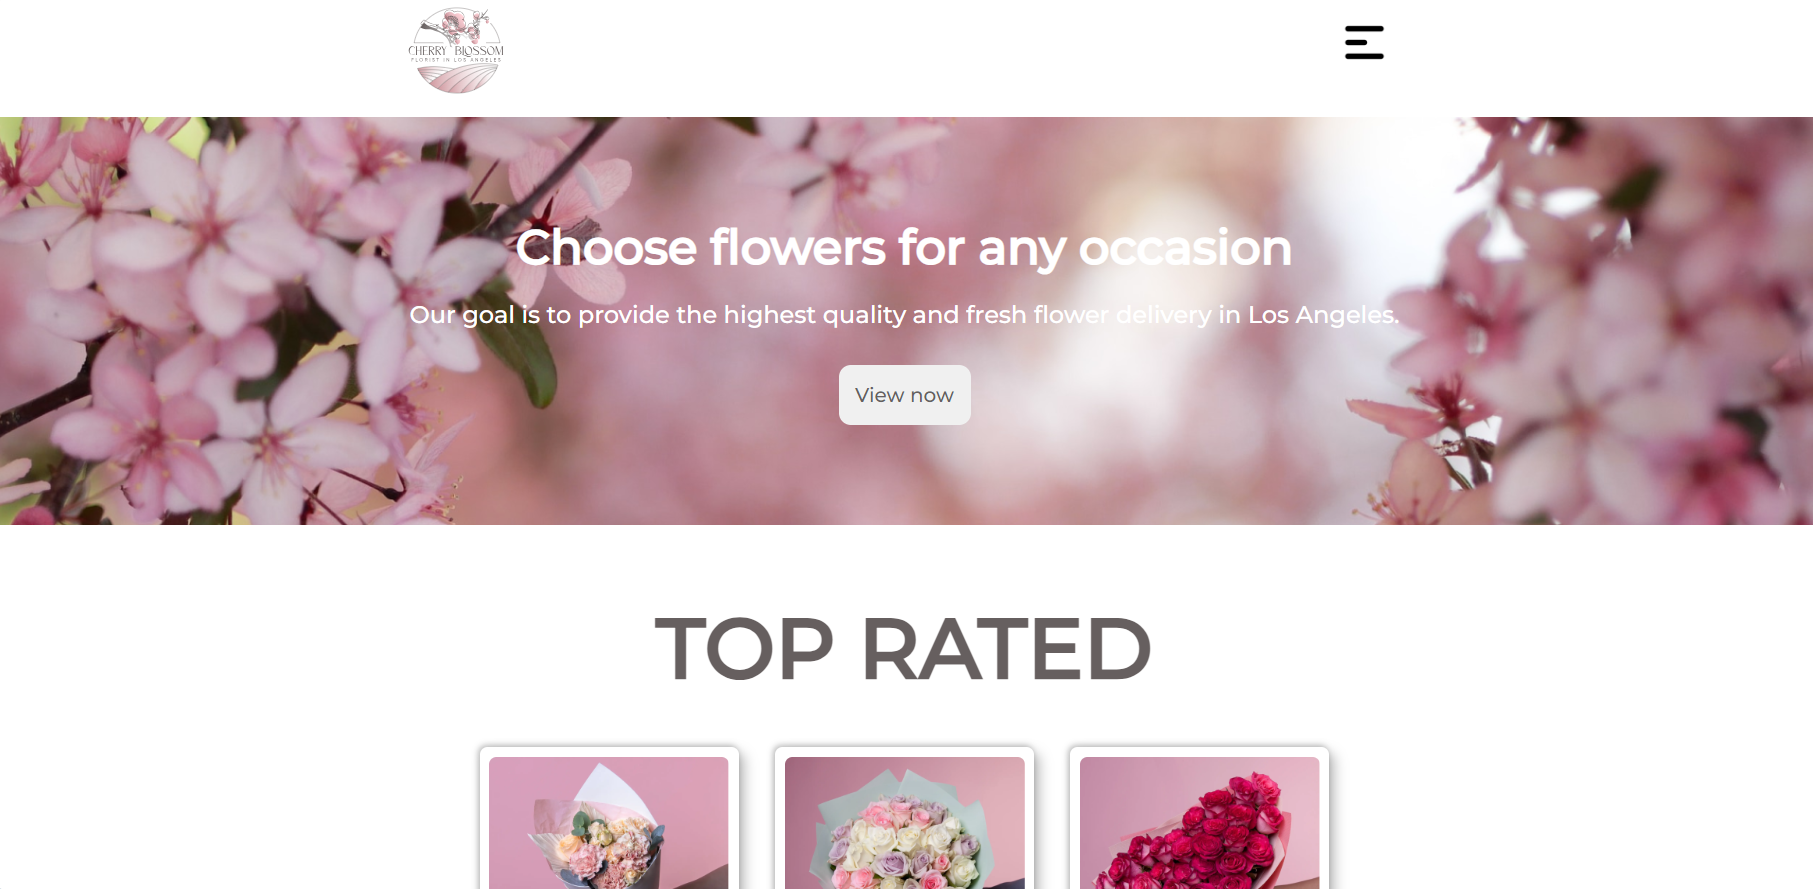 CHERRY BLOSSOM
FLORIST IN LOS ANGELES
Choose flowers for any occasion
Our goal is to provide the highest quality and fresh flower delivery in Los Angeles.
View now
TOP RATED